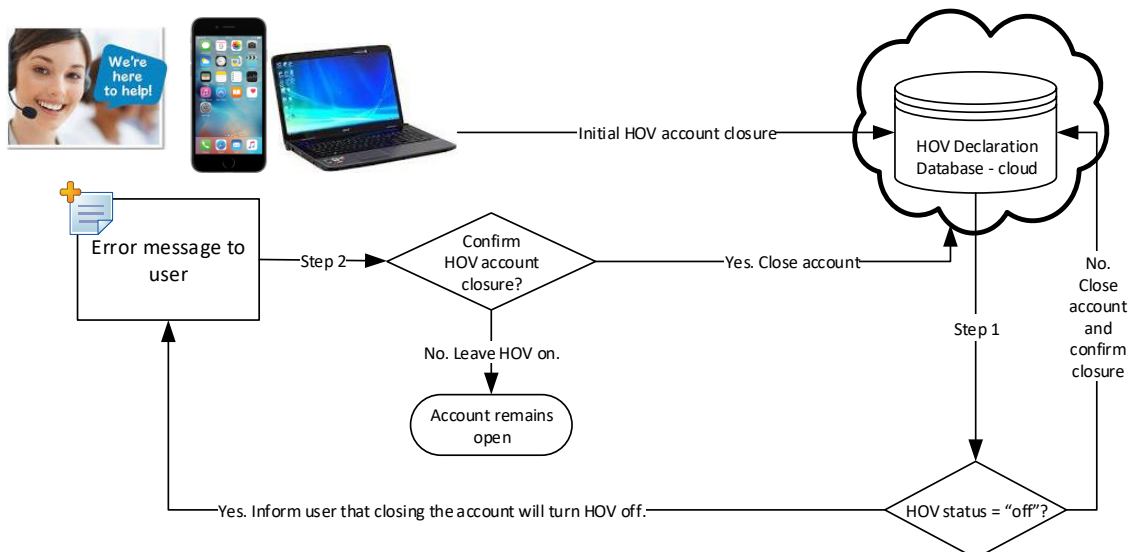 We're
here
to help!
Initial HOV account closure
HOV Declaration
Database - cloud
Error message to
user
Step 2
Confirm
HOV account
closure?
Yes. Close account
No.
Close
account
and
confirm
closure
Step 1
No. Leave HOV on.
Account remains
open
Yes. Inform user that closing the account will turn HOV off.
HOV status = “off”?